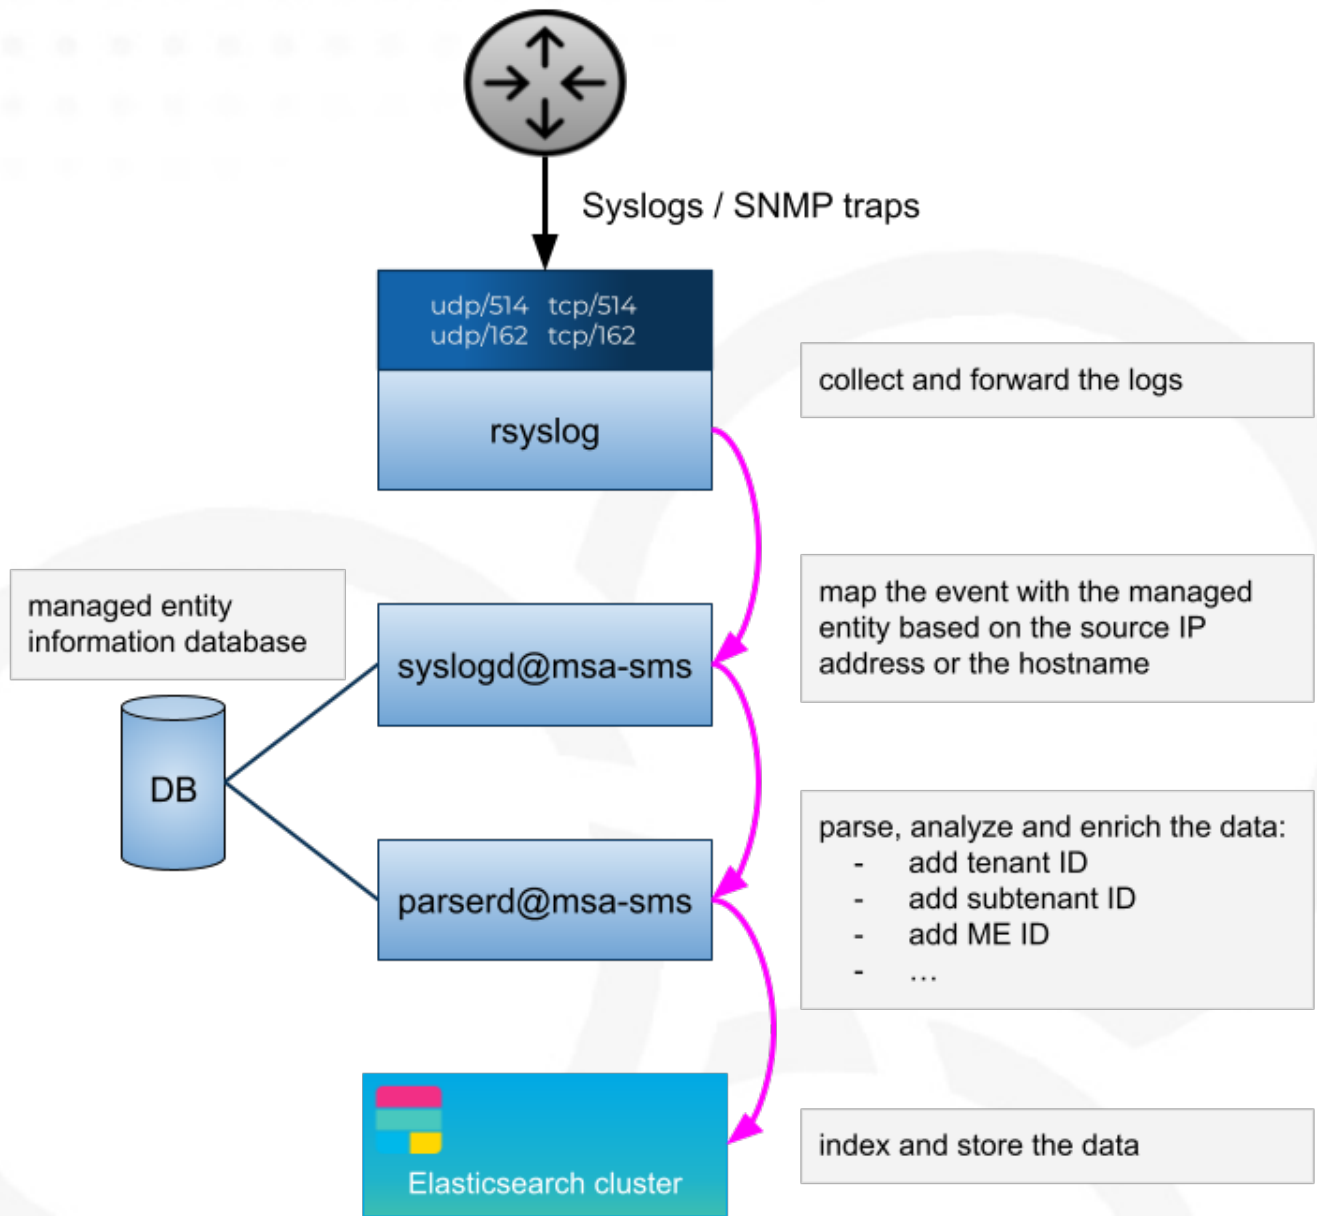 Syslogs / SNMP traps
udp/514 tcp/514
udp/162 tcp/162
rsyslog
collect and forward the logs
managed entity
information database
syslogd@msa-sms
map the event with the managed
entity based on the source IP
address or the hostname
DB
parserd@msa-sms
parse, analyze and enrich the data:
- add tenant ID
- add subtenant ID
- add ME ID
- …
Elasticsearch cluster
index and store the data